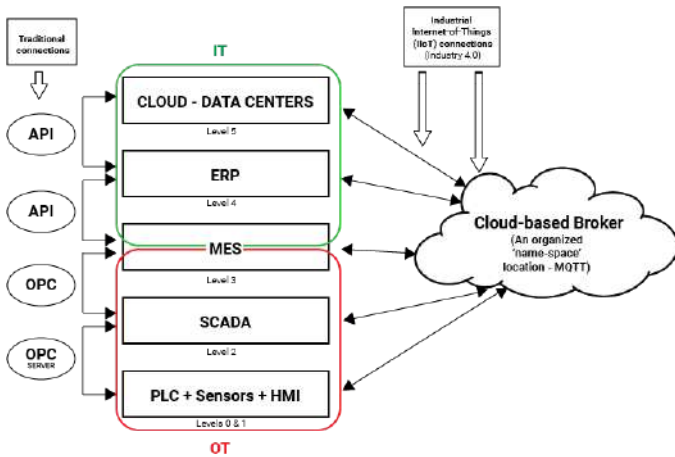 Traditional
connections
IT
Industrial
Internet-of-Things
(IIoT) connections
(Industry 4.0)
API
CLOUD - DATA CENTERS
Level 5
API
ERP
Level 4
Cloud-based Broker
(An organized
'name-space'
location - MQTT)
MES
Level 3
OPC
SCADA
Level 2
OPC
SERVER
PLC + Sensors + HMI
Levels 0 & 1
OT